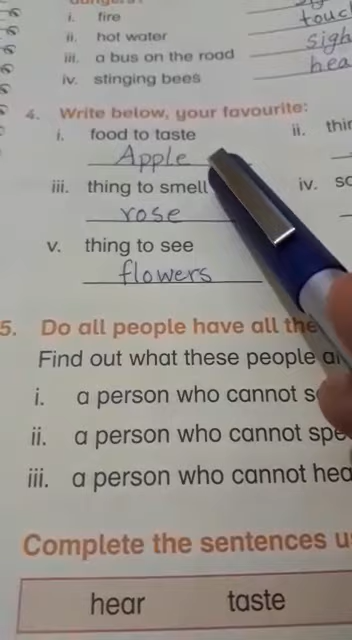 i. fire
touc
ii. hot water
sigh
iii. a bus on the road
hea
iv. stinging bees
4. Write below, your favourite:
i. food to taste
ii. thin
Apple
iii. thing to smell
iv. so
rose
v. thing to see
flowers
5. Do all people have all the
Find out what these people ar
i. a person who cannot s
ii. a person who cannot spe
iii. a person who cannot hea
Complete the sentences u
hear taste